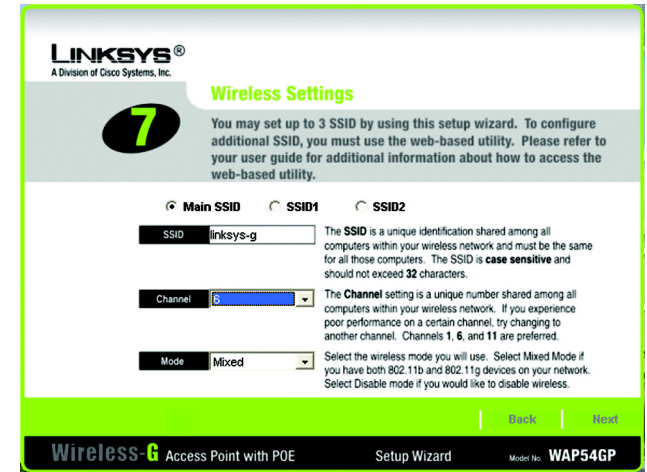 LINKSYS®
A Division of Cisco Systems, Inc.
Wireless Settings
7
You may set up to 3 SSID by using this setup wizard. To configure
additional SSID, you must use the web-based utility. Please refer to
your user guide for additional information about how to access the
web-based utility.
Main SSID SSID1 SSID2
SSID linksys-g
The SSID is a unique identification shared among all
computers within your wireless network and must be the same
for all those computers. The SSID is case sensitive and
should not exceed 32 characters.
Channel 6
The Channel setting is a unique number shared among all
computers within your wireless network. If you experience
poor performance on a certain channel, try changing to
another channel. Channels 1, 6, and 11 are preferred.
Mode Mixed
Select the wireless mode you will use. Select Mixed Mode if
you have both 802.11b and 802.11g devices on your network.
Select Disable mode if you would like to disable wireless.
Back Next
Wireless-G Access Point with POE Setup Wizard Model No. WAP54GP